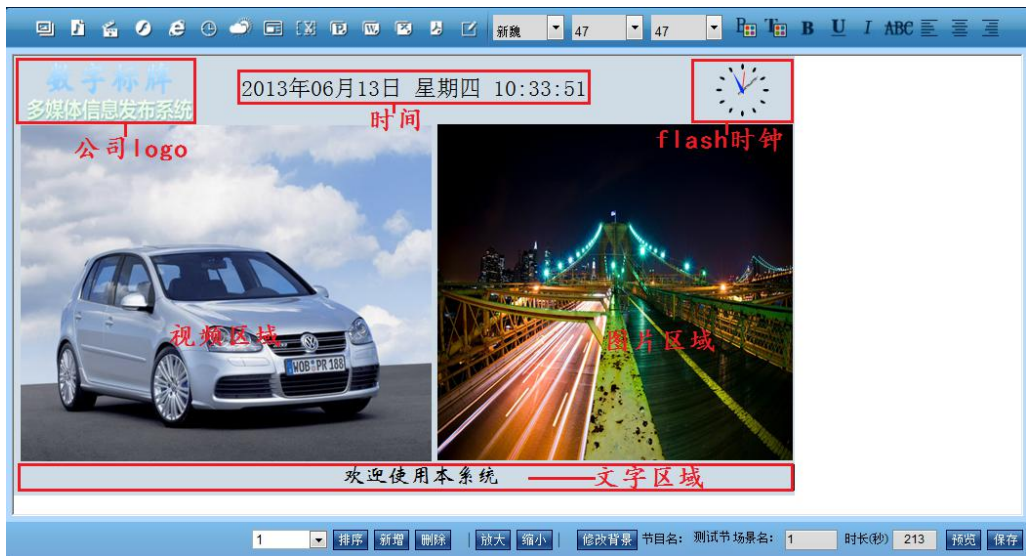 新魏 47 47 B U I ABC
数字标牌
多媒体信息发布系统
2013年06月13日 星期四 10:33:51
时间
公司logo
flash时钟
视频区域
WOB PR 188
图片区域
欢迎使用本系统
文字区域
1 排序 新增 删除 | 放大 缩小 | 修改背景 节目名: 测试节 场景名: 1 时长(秒) 213 预览 保存